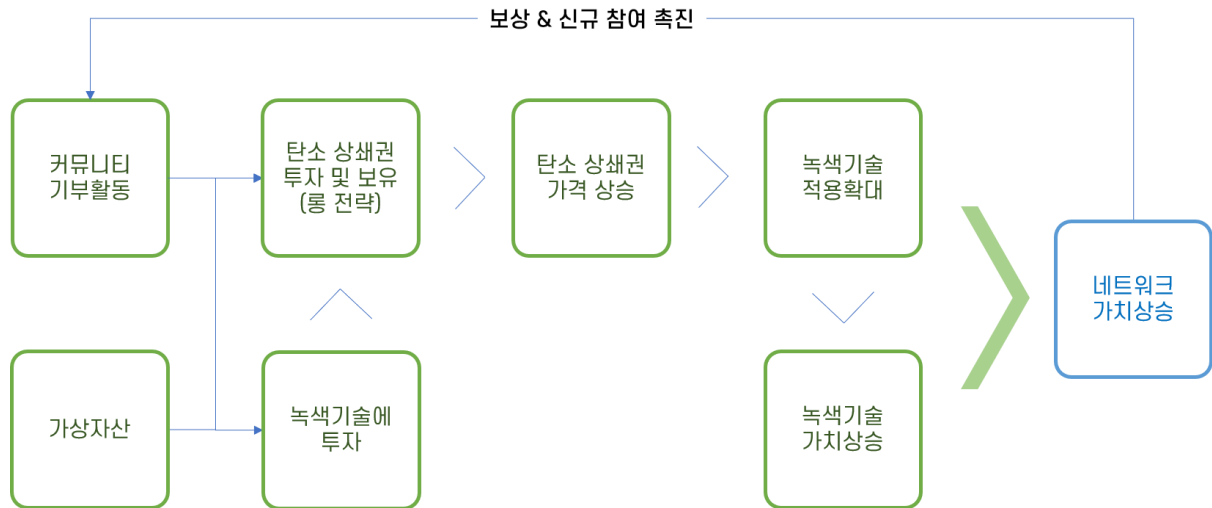 보상 & 신규 참여 촉진
커뮤니티
기부활동
탄소 상쇄권
투자 및 보유
(롱 전략)
탄소 상쇄권
가격 상승
녹색기술
적용확대
네트워크
가치상승
가상자산
녹색기술에
투자
녹색기술
가치상승